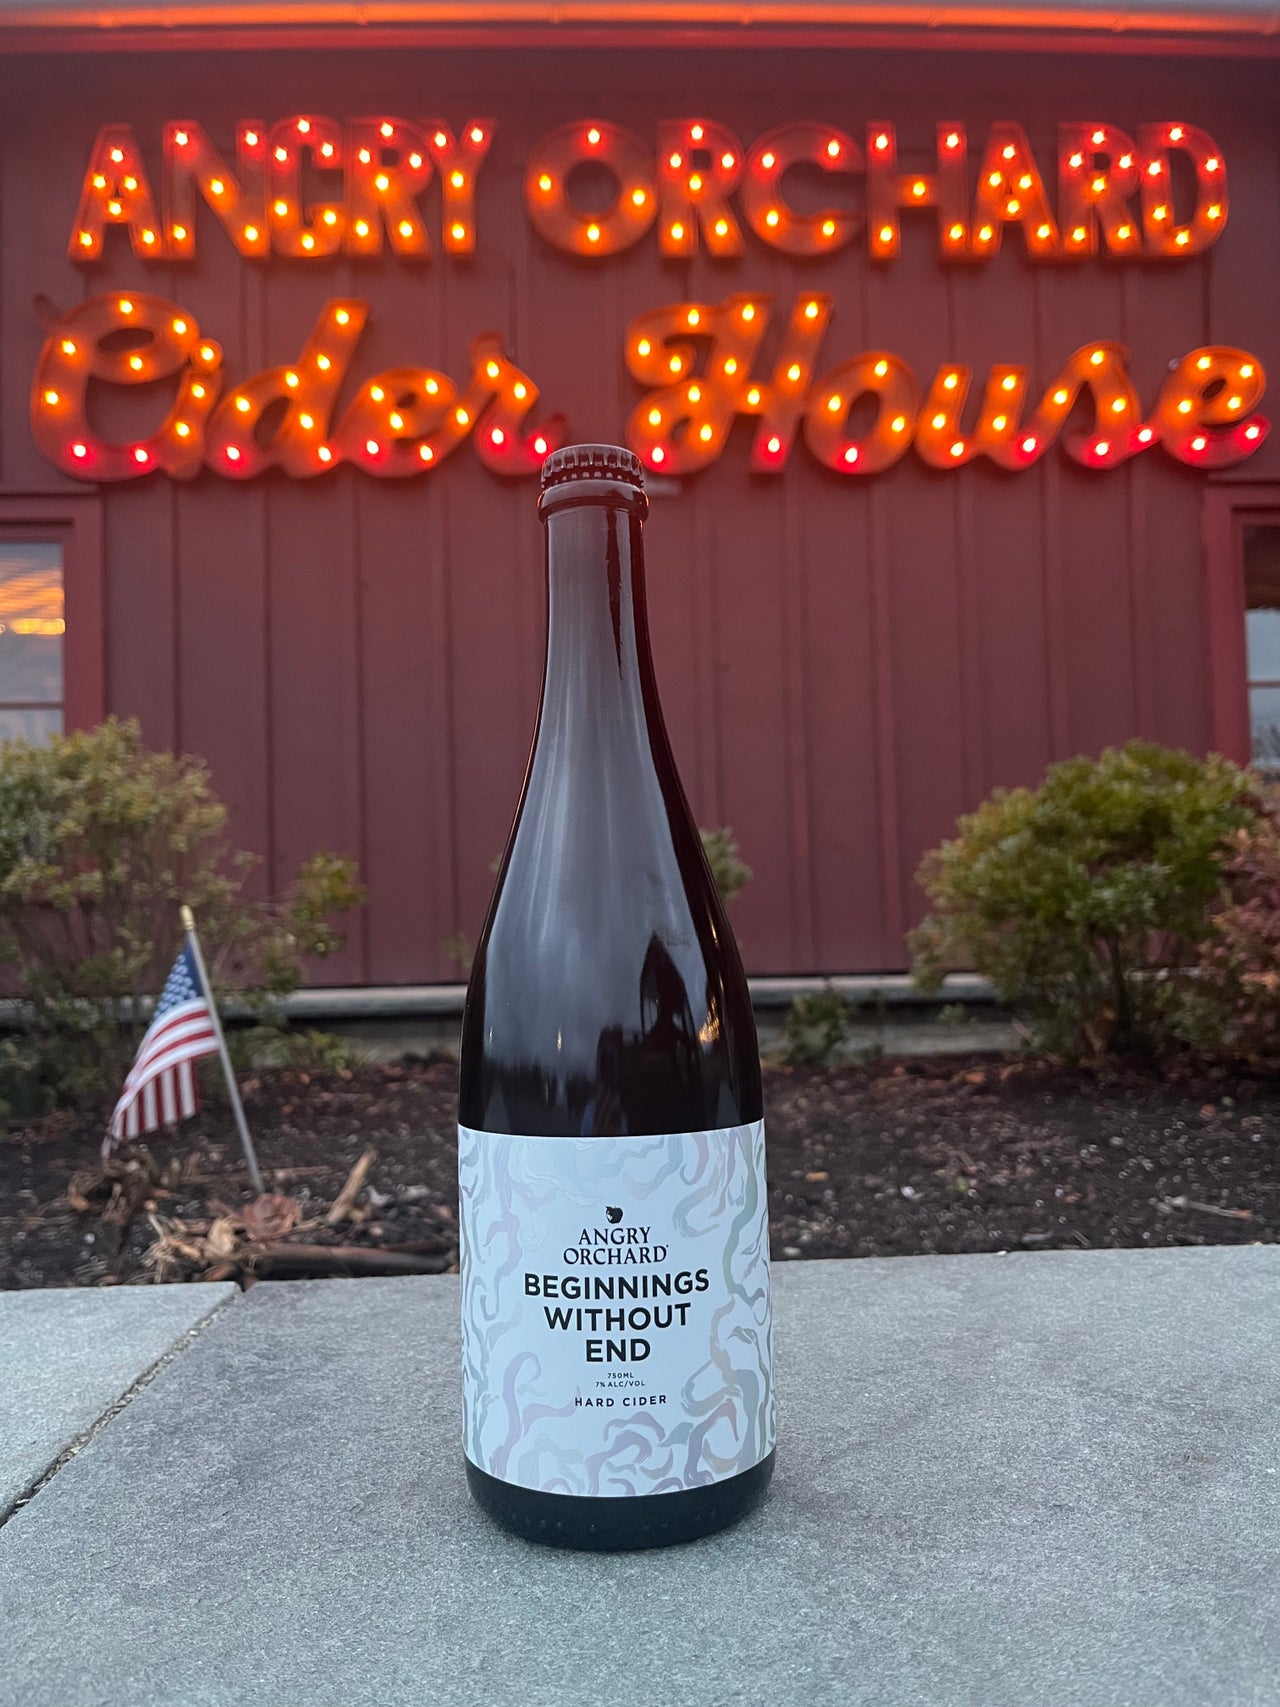 ANGRY ORCHARD
Cider House
ANGRY
ORCHARD®
BEGINNINGS
WITHOUT
END
750ML
7% ALC/VOL
HARD CIDER